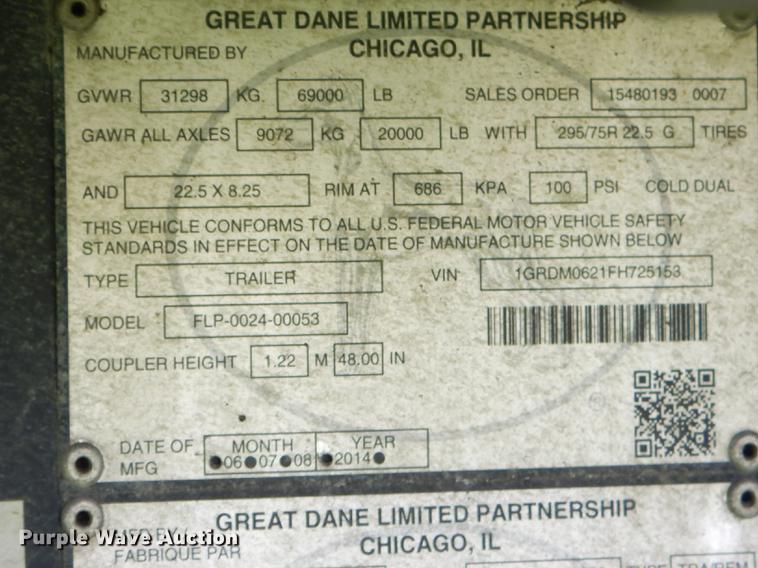 GREAT DANE LIMITED PARTNERSHIP
MANUFACTURED BY CHICAGO, IL
GVWR 31298 KG. 69000 LB SALES ORDER 15480193 0007
GAWR ALL AXLES 9072 KG 20000 LB WITH 295/75R 22.5 G TIRES
AND 22.5 X 8.25 RIM AT 686 KPA 100 PSI COLD DUAL
THIS VEHICLE CONFORMS TO ALL U.S. FEDERAL MOTOR VEHICLE SAFETY
STANDARDS IN EFFECT ON THE DATE OF MANUFACTURE SHOWN BELOW
TYPE TRAILER VIN 1GRDM0621FH725153
MODEL FLP-0024-00053
COUPLER HEIGHT 1.22 M 48.00 IN
DATE OF MONTH YEAR
MFG 06 07 08 2014
GREAT DANE LIMITED PARTNERSHIP
MFG BY /
FABRIQUE PAR CHICAGO, IL
Purple Wave Auction